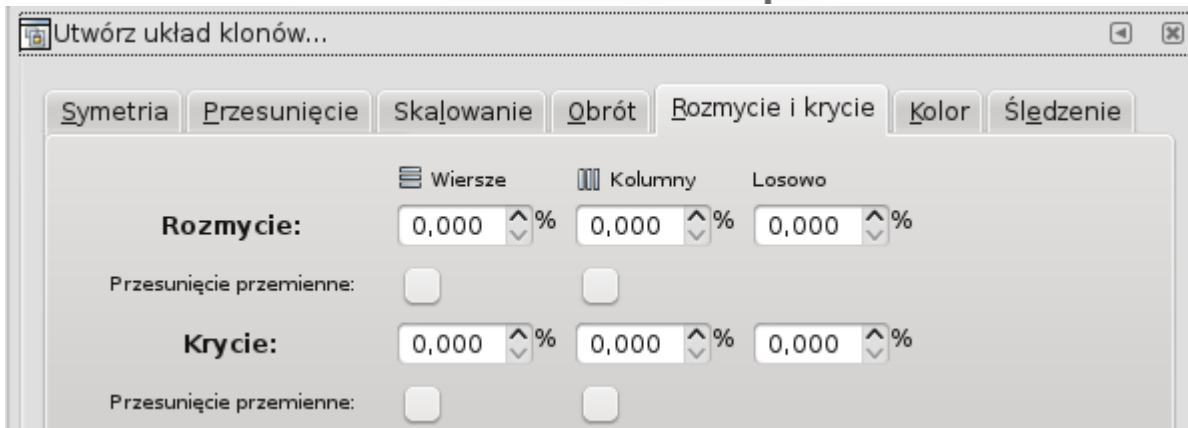 Utwórz układ klonów...
Symetria Przesunięcie Skalowanie Obrót Rozmycie i krycie Kolor Śledzenie
Wiersze Kolumny Losowo
Rozmycie: 0,000 % 0,000 % 0,000 %
Przesunięcie przemienne:
Krycie: 0,000 % 0,000 % 0,000 %
Przesunięcie przemienne: